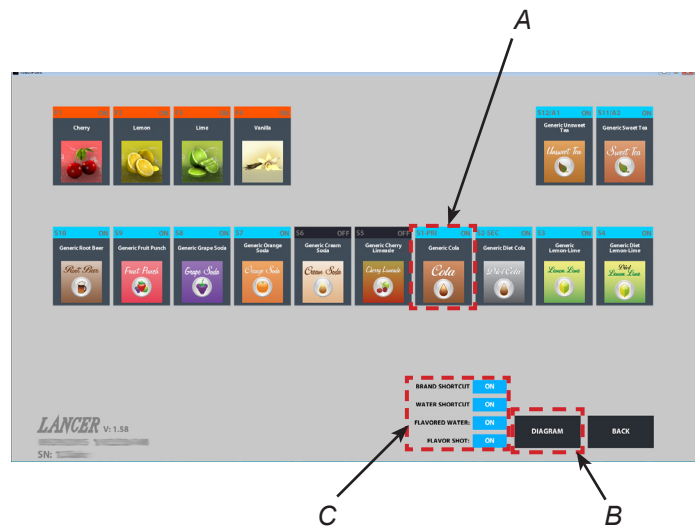 A
ON
ON
ON
ON
Cherry
Lemon
Lime
Vanilla
S12/A1 ON
S11/A2 ON
Generic Unsweet
Tea
Generic Sweet Tea
Unsweet Tea
Sweet Tea
S10 ON
S9 ON
S8 ON
S7 ON
S6 OFF
S5 OFF
S1-PRI ON
S2-SEC ON
S3 ON
S4 ON
Generic Root Beer
Generic Fruit Punch
Generic Grape Soda
Generic Orange
Soda
Generic Cream
Soda
Generic Cherry
Limeade
Generic Cola
Generic Diet Cola
Generic
Lemon-Lime
Generic Diet
Lemon-Lime
Root Beer
Fruit Punch
Grape Soda
Orange Soda
Cream Soda
Cherry Limeade
Cola
Diet Cola
Lemon Lime
Diet
Lemon Lime
BRAND SHORTCUT ON
WATER SHORTCUT ON
FLAVORED WATER: ON
FLAVOR SHOT: ON
DIAGRAM
BACK
LANCER V: 1.58
SN:
C
B